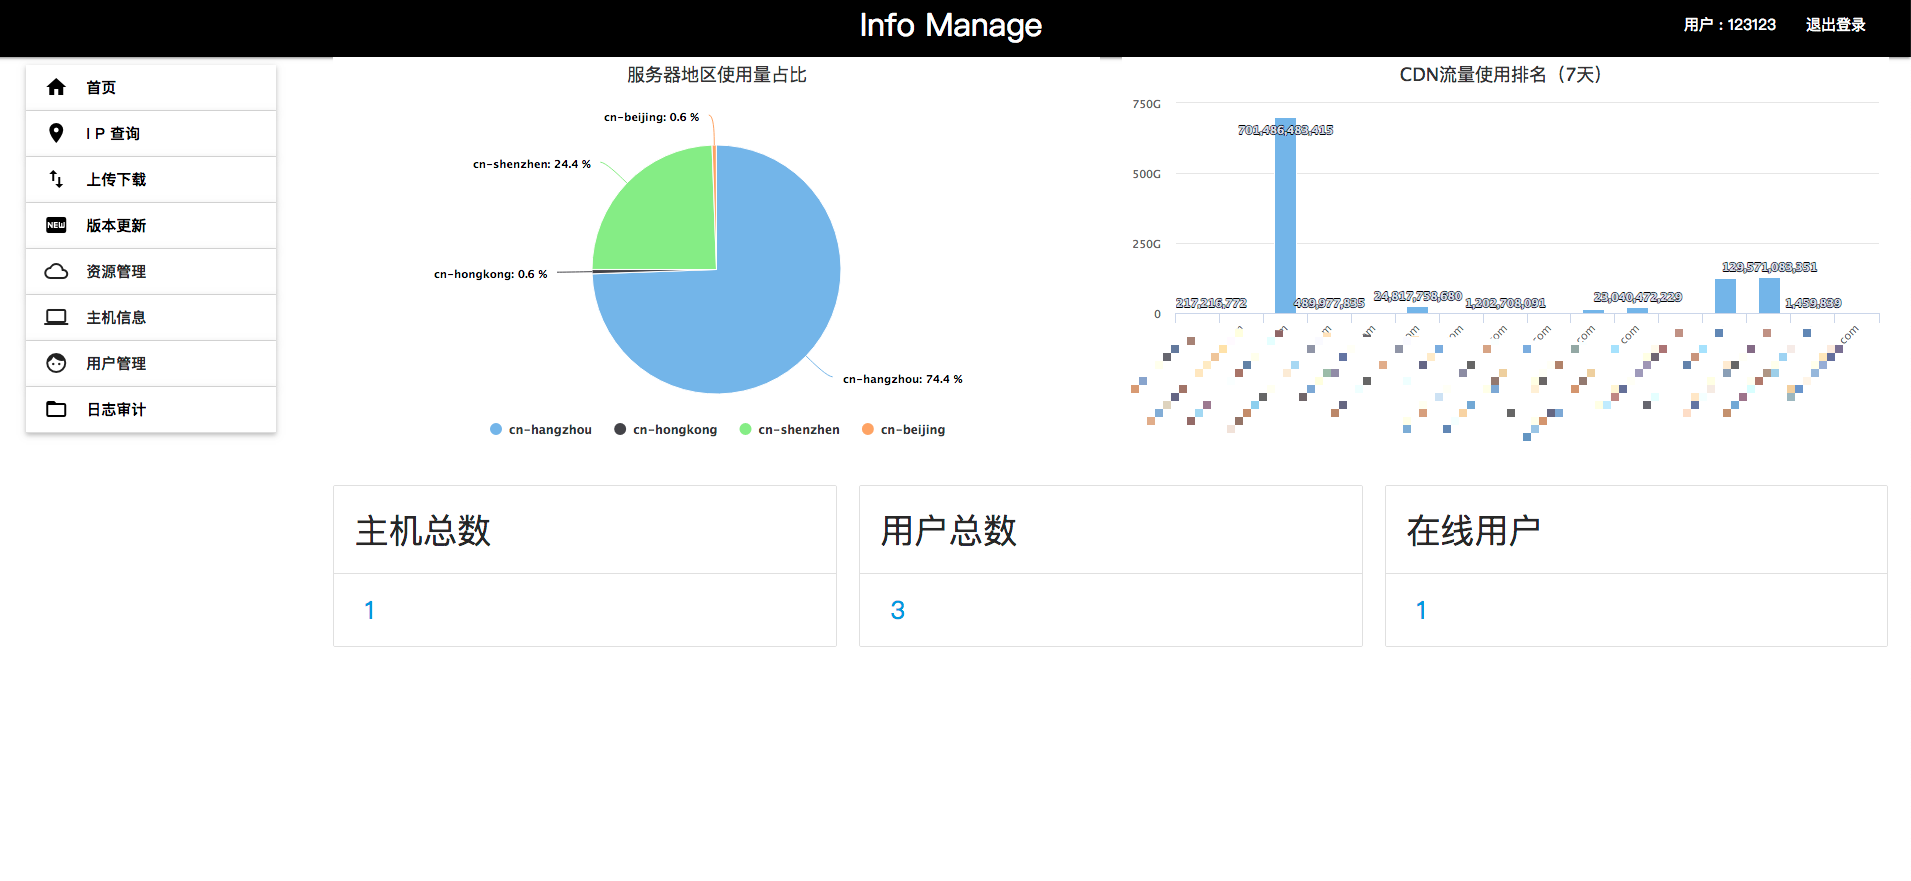 Info Manage
用户：123123
退出登录
首页
I P 查询
上传下载
版本更新
资源管理
主机信息
用户管理
日志审计
服务器地区使用量占比
cn-beijing: 0.6 %
cn-shenzhen: 24.4 %
cn-hongkong: 0.6 %
cn-hangzhou: 74.4 %
cn-hangzhou
cn-hongkong
cn-shenzhen
cn-beijing
CDN流量使用排名（7天）
750G
500G
250G
0
217,216,772
701,486,483,415
489,977,835
24,817,758,680
1,202,708,091
23,040,472,229
129,571,083,351
1,459,839
主机总数
1
用户总数
3
在线用户
1